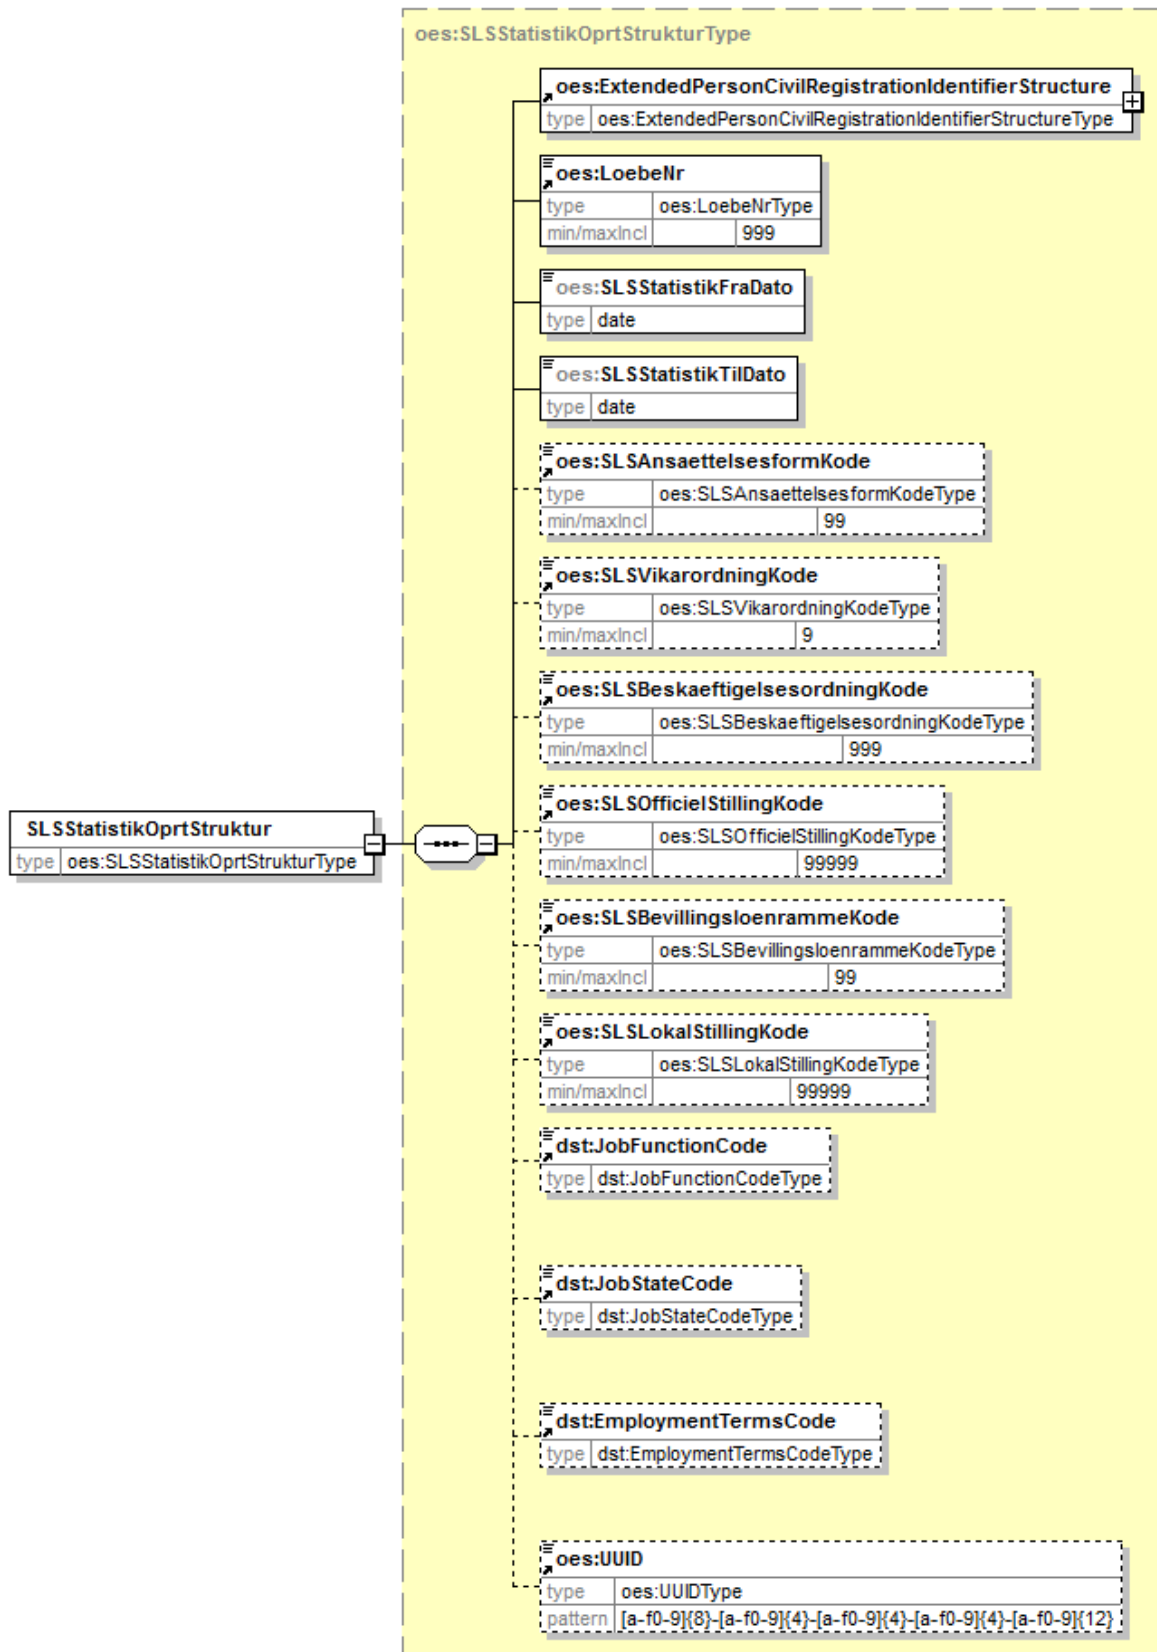 oes:SLSStatistikOprtStrukturType
oes:ExtendedPersonCivilRegistrationIdentifierStructure
type oes:ExtendedPersonCivilRegistrationIdentifierStructureType
oes:LoebeNr
type oes:LoebeNrType
min/maxIncl 999
oes:SLSStatistikFraDato
type date
oes:SLSStatistikTilDato
type date
oes:SLSAnsaettelsesformKode
type oes:SLSAnsaettelsesformKodeType
min/maxIncl 99
oes:SLSVikarordningKode
type oes:SLSVikarordningKodeType
min/maxIncl 9
oes:SLSBeskaeftigelsesordningKode
type oes:SLSBeskaeftigelsesordningKodeType
min/maxIncl 999
oes:SLSOfficielStillingKode
type oes:SLSOfficielStillingKodeType
min/maxIncl 99999
SLSStatistikOprtStruktur
type oes:SLSStatistikOprtStrukturType
oes:SLSBevillingsloenrammeKode
type oes:SLSBevillingsloenrammeKodeType
min/maxIncl 99
oes:SLSLokalStillingKode
type oes:SLSLokalStillingKodeType
min/maxIncl 99999
dst:JobFunctionCode
type dst:JobFunctionCodeType
dst:JobStateCode
type dst:JobStateCodeType
dst:EmploymentTermsCode
type dst:EmploymentTermsCodeType
oes:UUID
type oes:UUIDType
pattern [a-f0-9]{8}-[a-f0-9]{4}-[a-f0-9]{4}-[a-f0-9]{4}-[a-f0-9]{12}